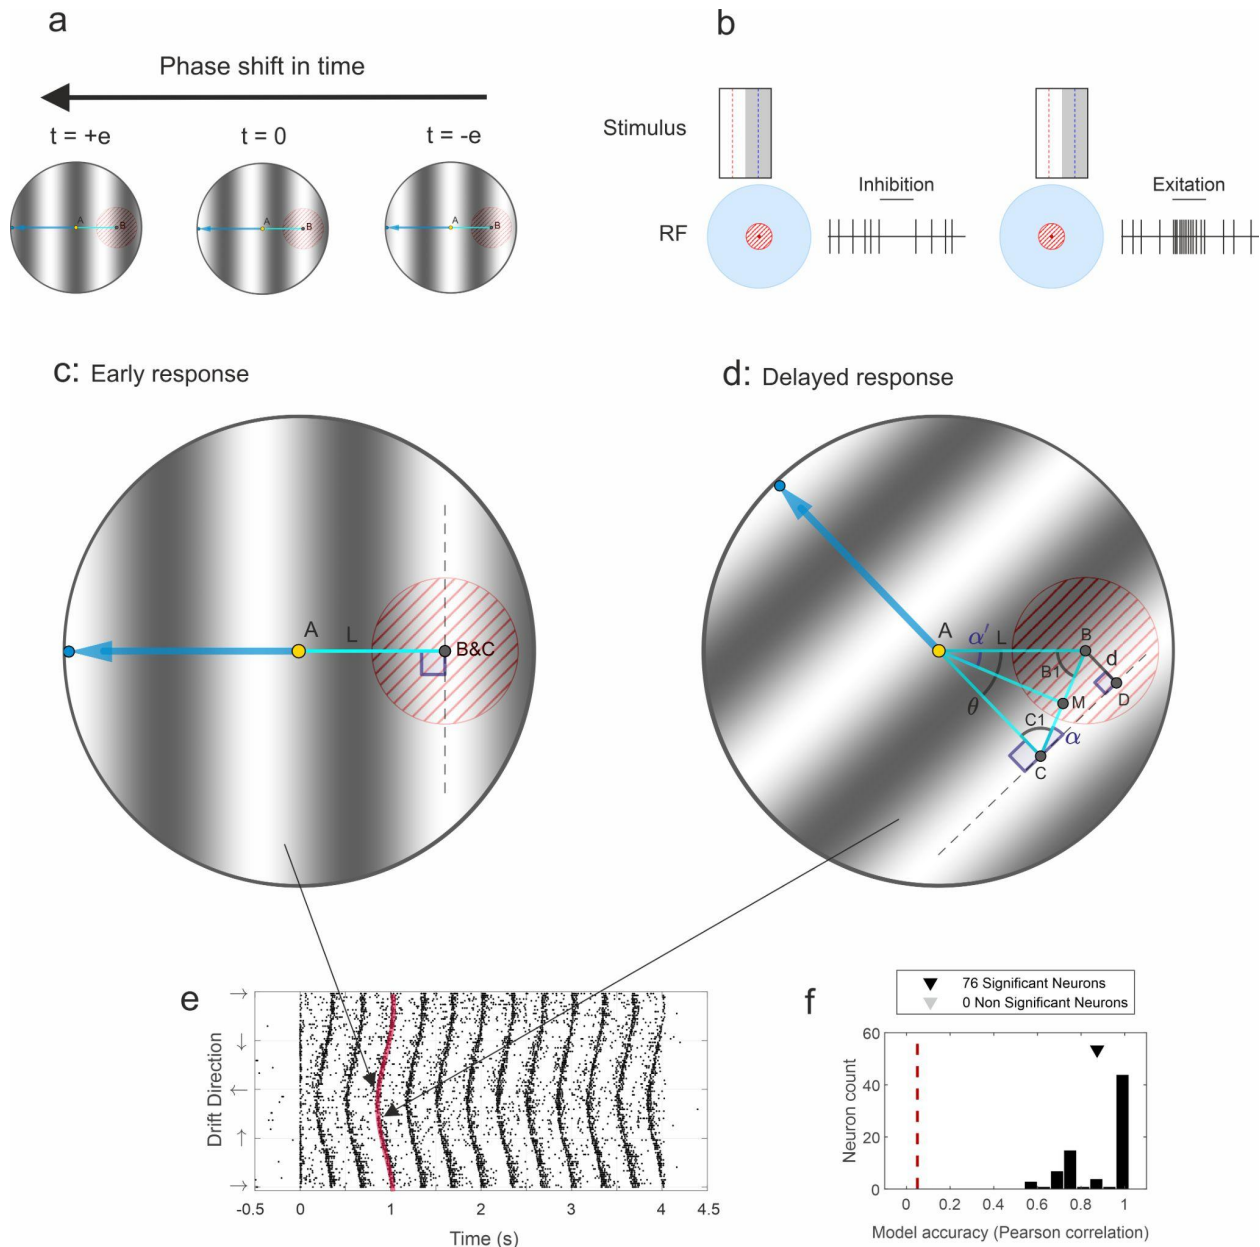 a
Phase shift in time
t = +e
t = 0
t = -e
A
B
A
B
A
B
b
Stimulus
RF
Inhibition
Exitation
c: Early response
A
L
B&C
d: Delayed response
A
α′
L
B
B1
d
D
M
θ
C1
α
C
e
Drift Direction
→
↓
←
↑
→
-0.5 0 1 2 3 4 4.5
Time (s)
f
76 Significant Neurons
0 Non Significant Neurons
Neuron count
60
40
20
0
0 0.2 0.4 0.6 0.8 1
Model accuracy (Pearson correlation)